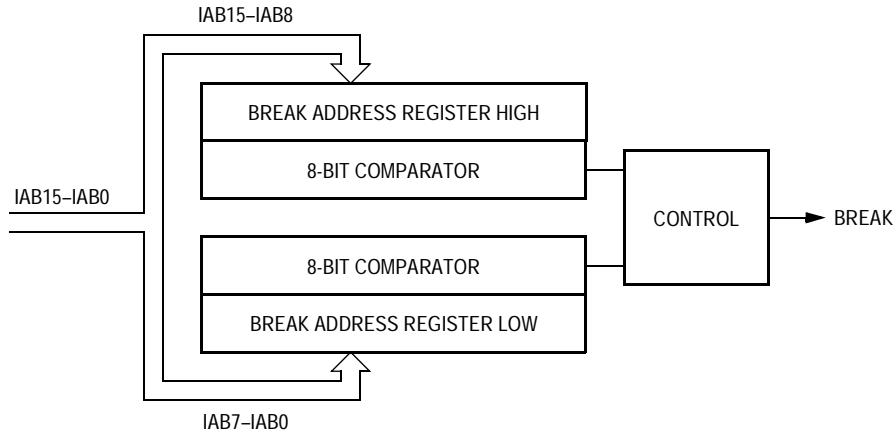 IAB15–IAB8
BREAK ADDRESS REGISTER HIGH
8-BIT COMPARATOR
IAB15–IAB0
CONTROL
BREAK
8-BIT COMPARATOR
BREAK ADDRESS REGISTER LOW
IAB7–IAB0